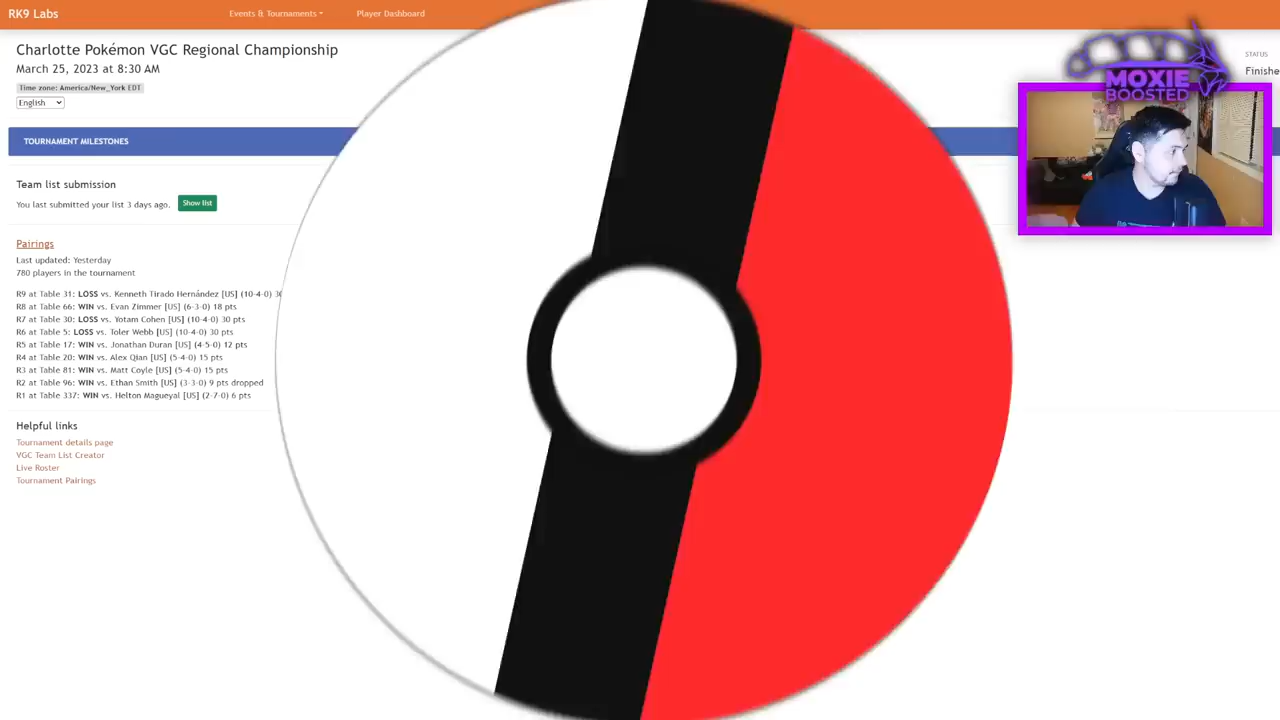 RK9 Labs
Events & Tournaments
Player Dashboard
Charlotte Pokémon VGC Regional Championship
March 25, 2023 at 8:30 AM
Time zone: America/New_York EDT
English
STATUS
Finishe
MOXIE
BOOSTED
TOURNAMENT MILESTONES
Team list submission
You last submitted your list 3 days ago.
Show list
Pairings
Last updated: Yesterday
780 players in the tournament
R9 at Table 31: LOSS vs. Kenneth Tirado Hernández [US] (10-4-0) 30
R8 at Table 66: WIN vs. Evan Zimmer [US] (6-3-0) 18 pts
R7 at Table 30: LOSS vs. Yotam Cohen [US] (10-4-0) 30 pts
R6 at Table 5: LOSS vs. Toler Webb [US] (10-4-0) 30 pts
R5 at Table 17: WIN vs. Jonathan Duran [US] (4-5-0) 12 pts
R4 at Table 20: WIN vs. Alex Qian [US] (5-4-0) 15 pts
R3 at Table 81: WIN vs. Matt Coyle [US] (5-4-0) 15 pts
R2 at Table 96: WIN vs. Ethan Smith [US] (3-3-0) 9 pts dropped
R1 at Table 337: WIN vs. Helton Magueyal [US] (2-7-0) 6 pts
Helpful links
Tournament details page
VGC Team List Creator
Live Roster
Tournament Pairings